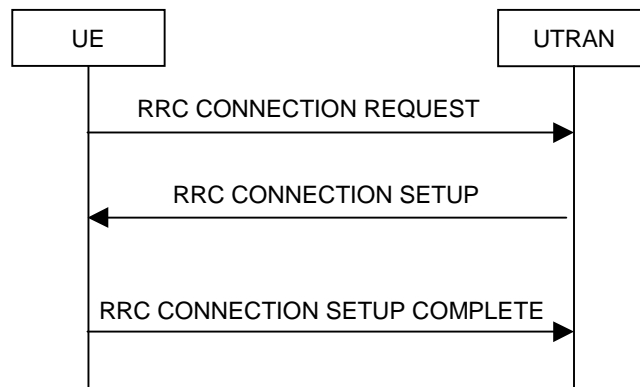 UE
UTRAN
RRC CONNECTION REQUEST
RRC CONNECTION SETUP
RRC CONNECTION SETUP COMPLETE